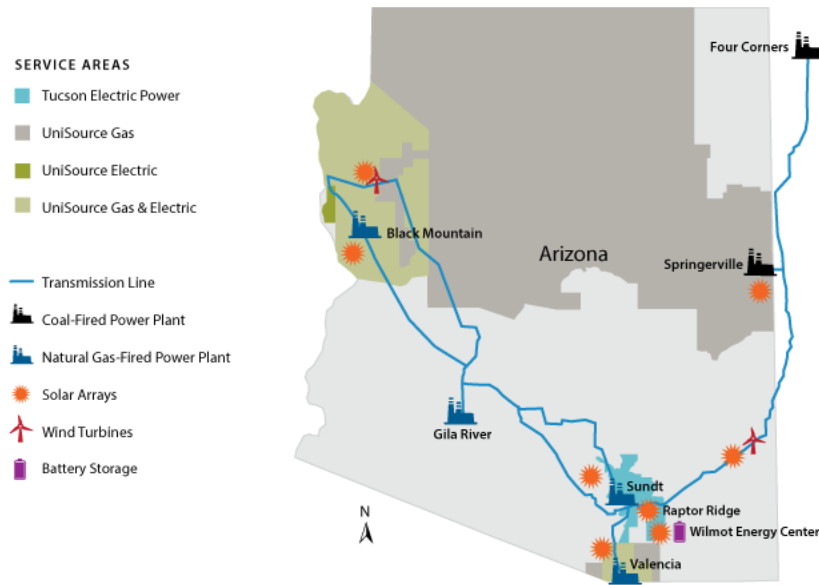 SERVICE AREAS
Tucson Electric Power
UniSource Gas
UniSource Electric
UniSource Gas & Electric
Transmission Line
Coal-Fired Power Plant
Natural Gas-Fired Power Plant
Solar Arrays
Wind Turbines
Battery Storage
Four Corners
Black Mountain
Arizona
Springerville
Gila River
Sundt
N
Raptor Ridge
Wilmot Energy Center
Valencia